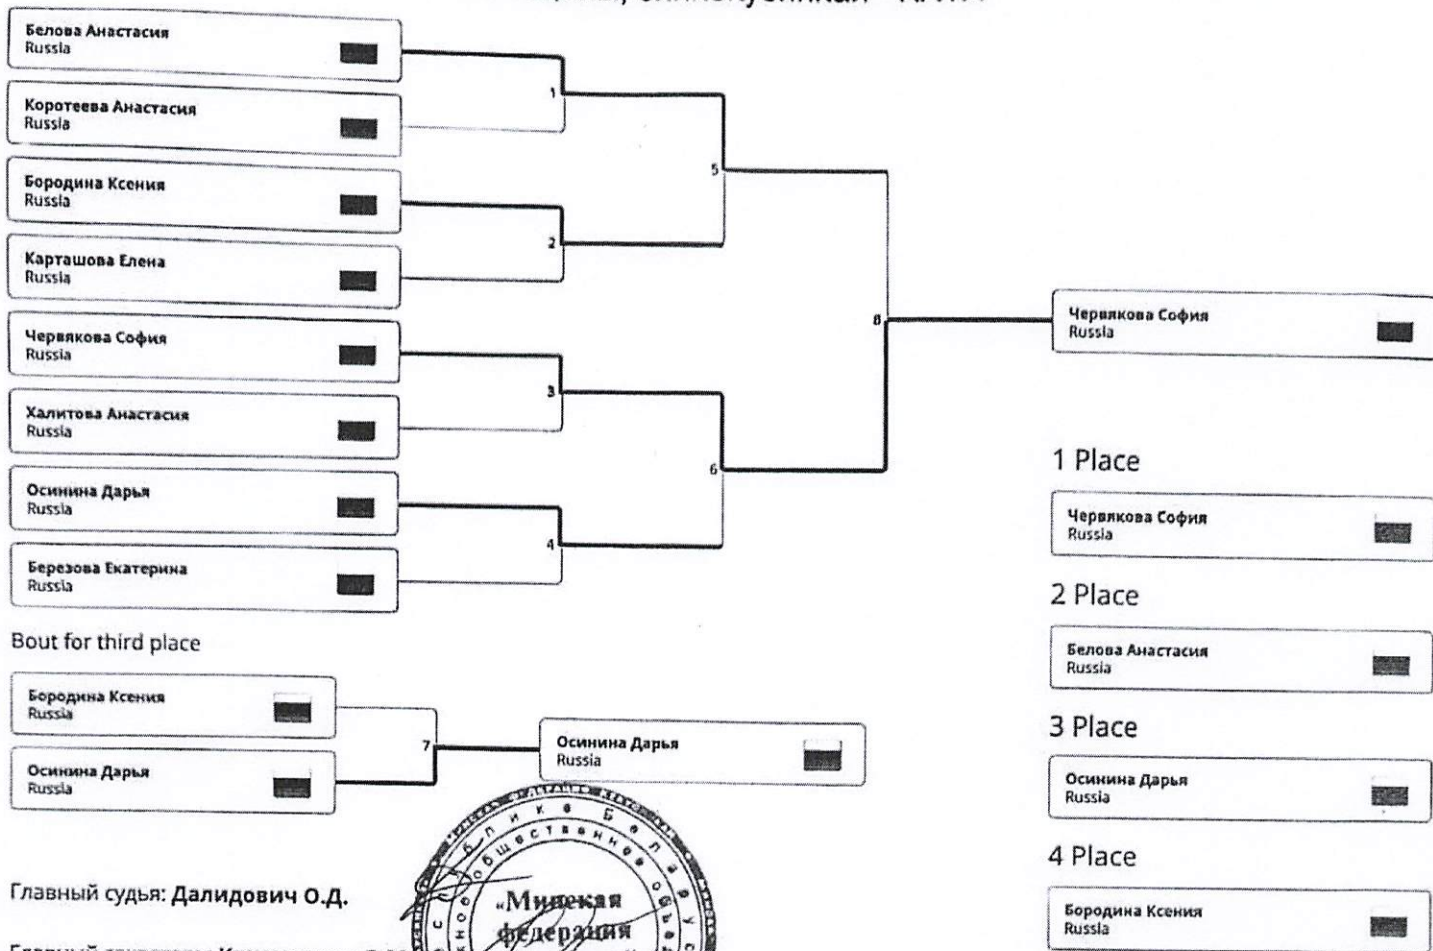 Белова Анастасия
Russia
Коротеева Анастасия
Russia
1
Бородина Ксения
Russia
5
2
Карташова Елена
Russia
Червякова София
Russia
8
Червякова София
Russia
3
Халитова Анастасия
Russia
6
Осинина Дарья
Russia
4
Березова Екатерина
Russia
1 Place
Червякова София
Russia
2 Place
Белова Анастасия
Russia
3 Place
Осинина Дарья
Russia
4 Place
Бородина Ксения
Russia
Bout for third place
Бородина Ксения
Russia
7
Осинина Дарья
Russia
Осинина Дарья
Russia
Главный судья: Далидович О.Д.
«Минская
федерация